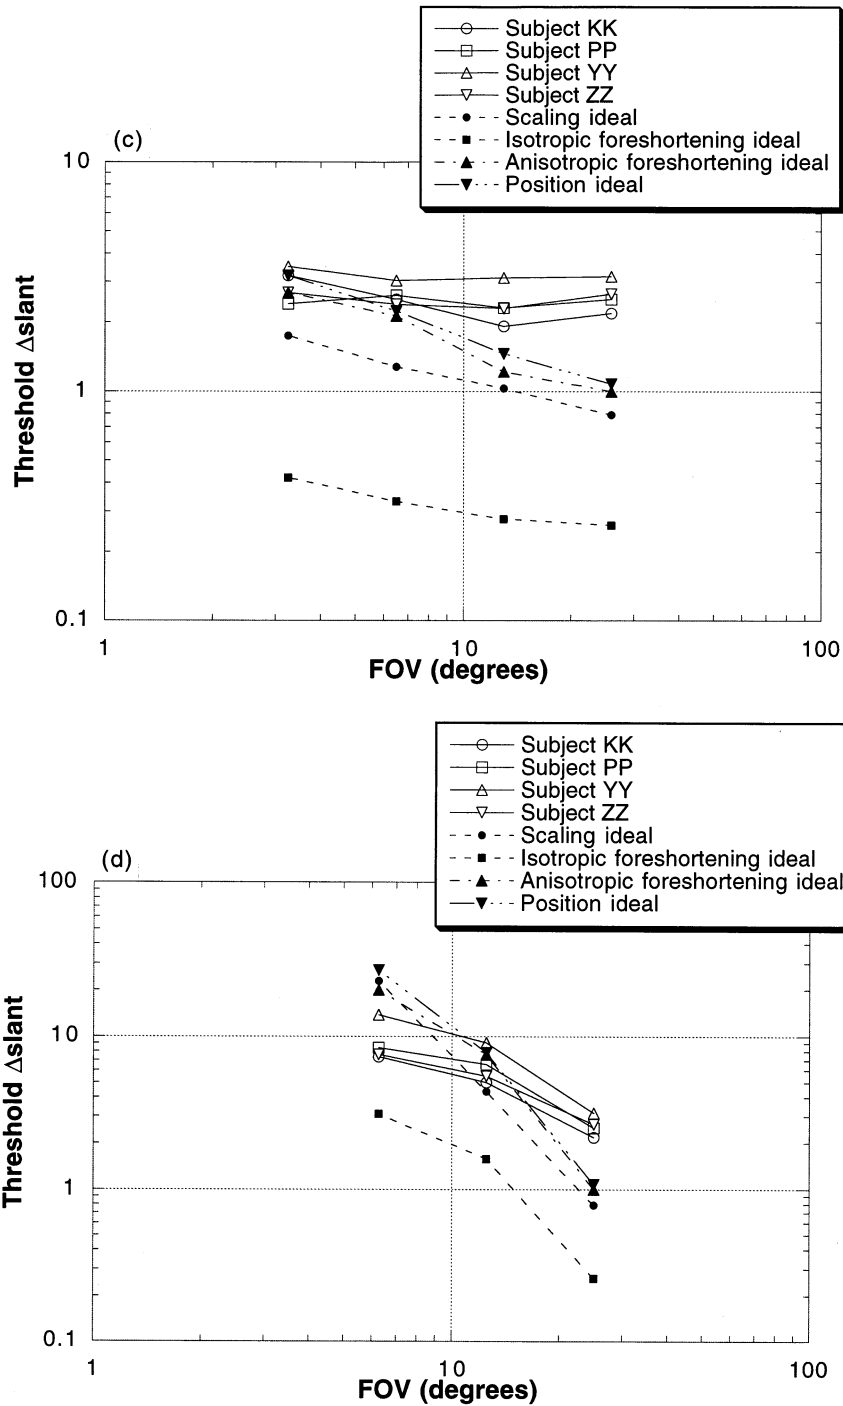 Subject KK
Subject PP
Subject YY
Subject ZZ
Scaling ideal
Isotropic foreshortening ideal
Anisotropic foreshortening ideal
Position ideal
(c)
10
1
0.1
Threshold Δslant
1
10
100
FOV (degrees)
Subject KK
Subject PP
Subject YY
Subject ZZ
Scaling ideal
Isotropic foreshortening ideal
Anisotropic foreshortening ideal
Position ideal
(d)
100
10
1
0.1
Threshold Δslant
1
10
100
FOV (degrees)